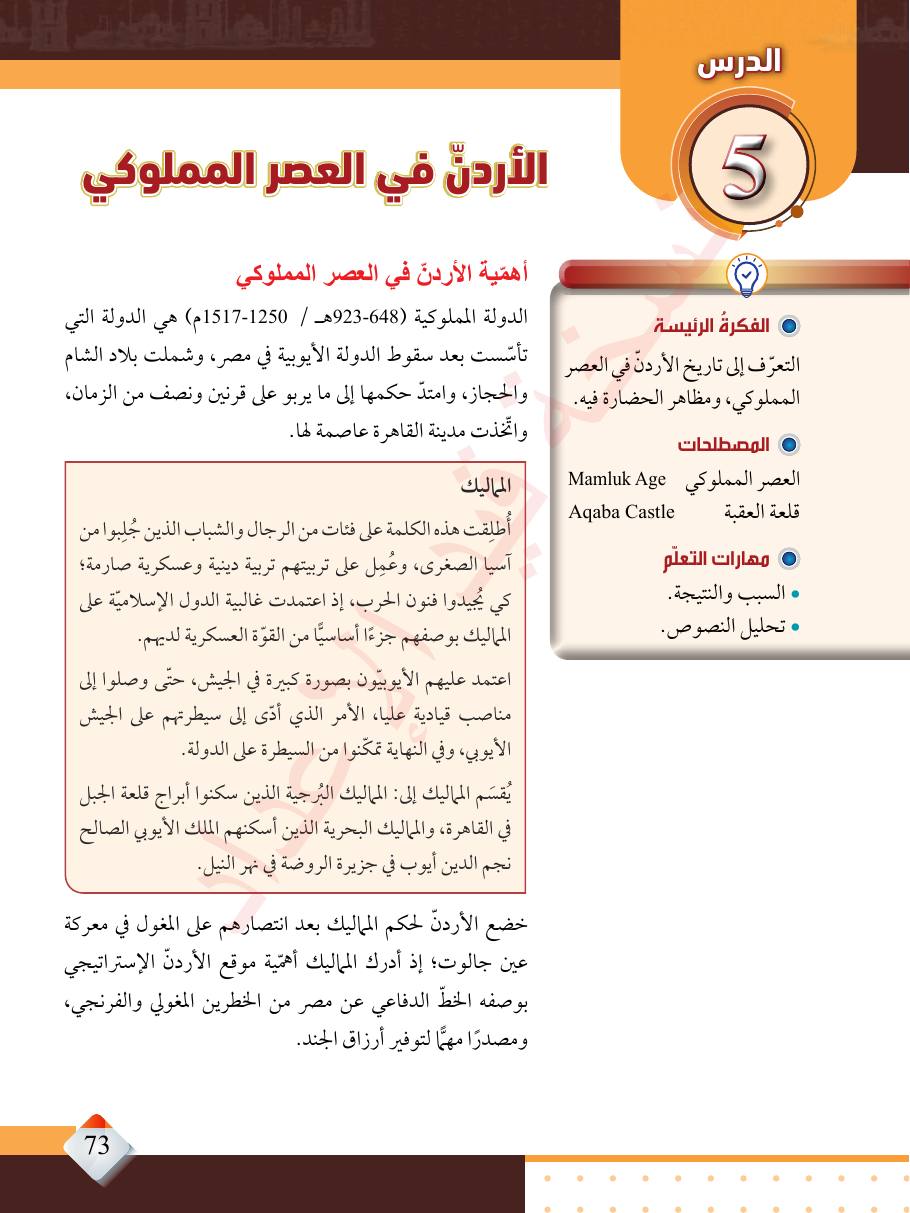 الدرس
5
الأردنّ في العصر المملوكي
الفكرةُ الرئيسة
التعرّف إلى تاريخ الأردنّ في العصر
المملوكي، ومظاهر الحضارة فيه.
المصطلحات
العصر المملوكي Mamluk Age
قلعة العقبة Aqaba Castle
مهارات التعلّم
• السبب والنتيجة.
• تحليل النصوص.
أهمّية الأردنّ في العصر المملوكي
الدولة المملوكية (648-923هـ / 1250-1517م) هي الدولة التي
تأسّست بعد سقوط الدولة الأيوبية في مصر، وشملت بلاد الشام
والحجاز، وامتدّ حكمها إلى ما يربو على قرنين ونصف من الزمان،
واتّخذت مدينة القاهرة عاصمة لها.
المماليك
أُطلِقت هذه الكلمة على فئات من الرجال والشباب الذين جُلِبوا من
آسيا الصغرى، وعُمِل على تربيتهم تربية دينية وعسكرية صارمة؛
كي يُجيدوا فنون الحرب، إذ اعتمدت غالبية الدول الإسلاميّة على
المماليك بوصفهم جزءًا أساسيًّا من القوّة العسكرية لديهم.
اعتمد عليهم الأيوبيّون بصورة كبيرة في الجيش، حتّى وصلوا إلى
مناصب قيادية عليا، الأمر الذي أدّى إلى سيطرتهم على الجيش
الأيوبي، وفي النهاية تمكّنوا من السيطرة على الدولة.
يُقسَم المماليك إلى: المماليك البُرجية الذين سكنوا أبراج قلعة الجبل
في القاهرة، والمماليك البحرية الذين أسكنهم الملك الأيوبي الصالح
نجم الدين أيوب في جزيرة الروضة في نهر النيل.
خضع الأردنّ لحكم المماليك بعد انتصارهم على المغول في معركة
عين جالوت؛ إذ أدرك المماليك أهمّية موقع الأردنّ الإستراتيجي
بوصفه الخطّ الدفاعي عن مصر من الخطرين المغولي والفرنجي،
ومصدرًا مهمًّا لتوفير أرزاق الجند.
نسخة قيد الإعداد
73